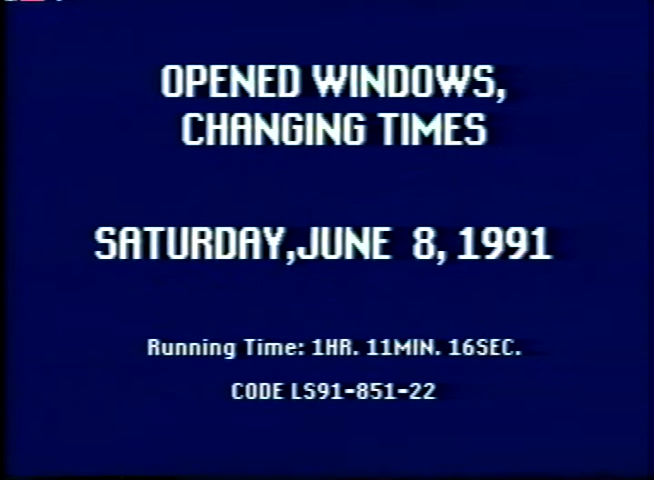 OPENED WINDOWS,
CHANGING TIMES
SATURDAY,JUNE 8, 1991
Running Time: 1HR. 11MIN. 16SEC.
CODE LS91-851-22